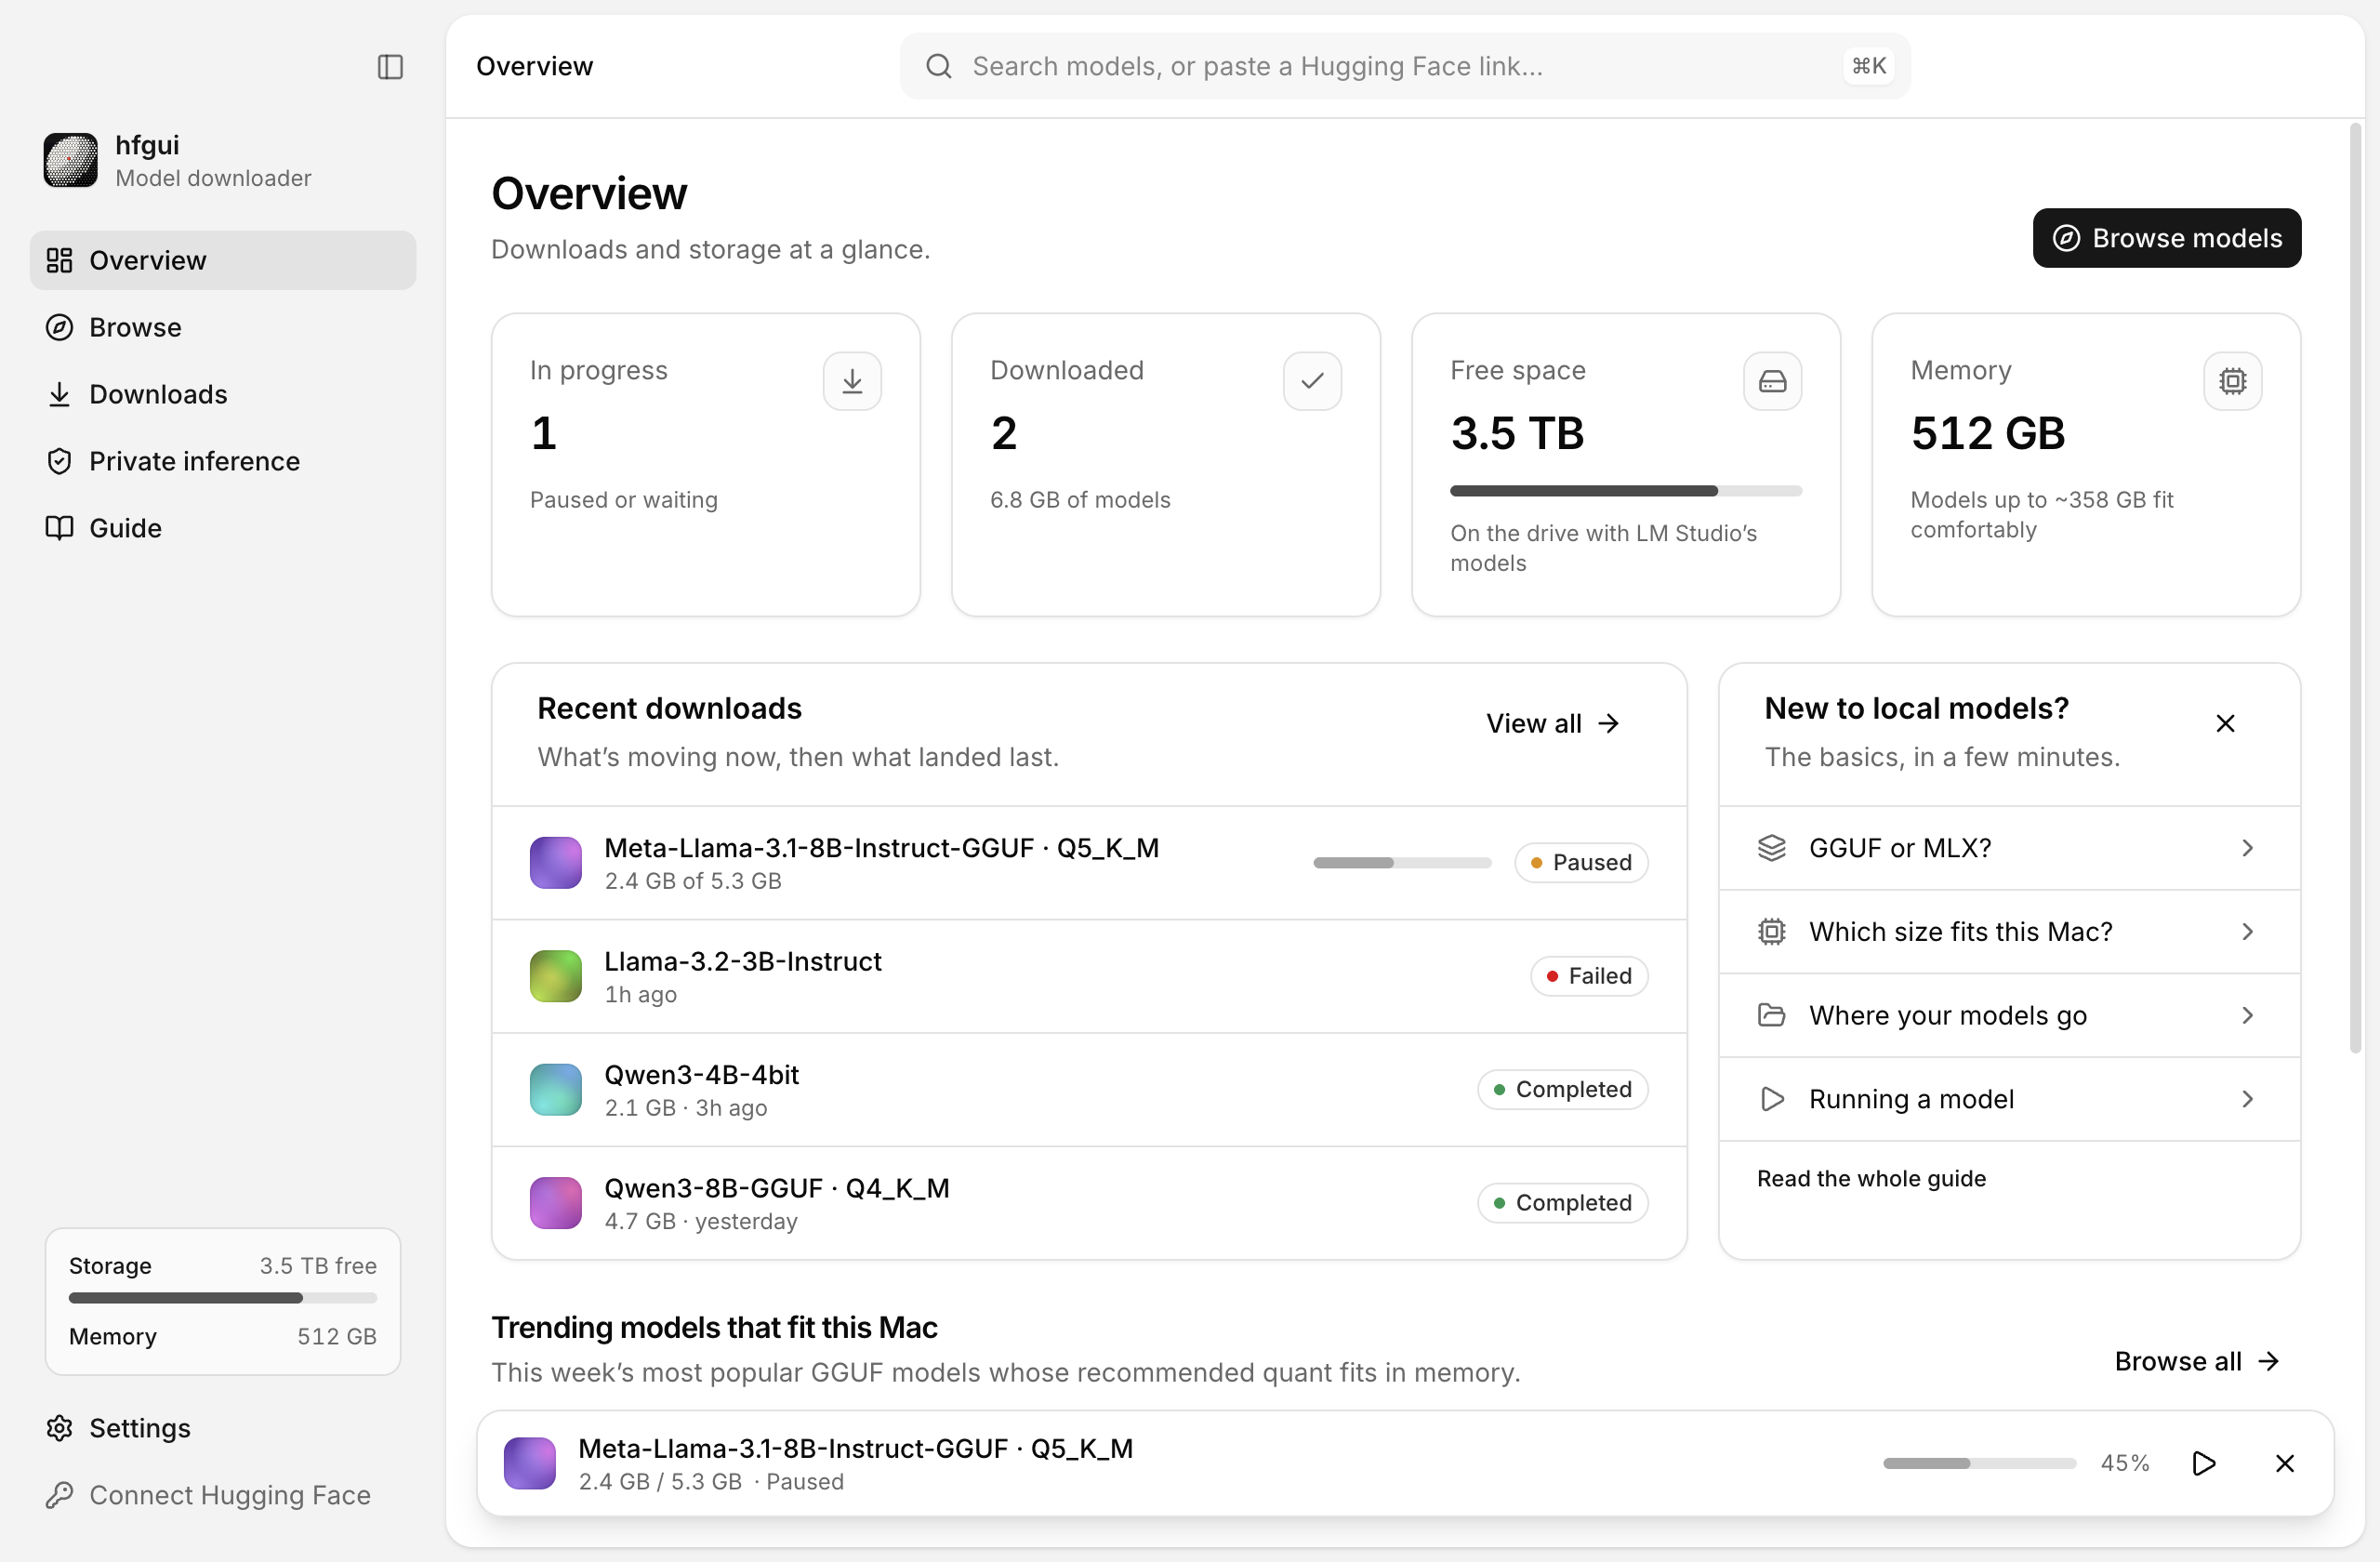 Overview
Search models, or paste a Hugging Face link...
⌘K
hfgui
Model downloader
Overview
Browse
Downloads
Private inference
Guide
Storage
3.5 TB free
Memory
512 GB
Settings
Connect Hugging Face
Overview
Downloads and storage at a glance.
Browse models
In progress
1
Paused or waiting
Downloaded
2
6.8 GB of models
Free space
3.5 TB
On the drive with LM Studio’s
models
Memory
512 GB
Models up to ~358 GB fit
comfortably
Recent downloads
What’s moving now, then what landed last.
View all
Meta-Llama-3.1-8B-Instruct-GGUF · Q5_K_M
2.4 GB of 5.3 GB
Paused
Llama-3.2-3B-Instruct
1h ago
Failed
Qwen3-4B-4bit
2.1 GB · 3h ago
Completed
Qwen3-8B-GGUF · Q4_K_M
4.7 GB · yesterday
Completed
New to local models?
The basics, in a few minutes.
GGUF or MLX?
Which size fits this Mac?
Where your models go
Running a model
Read the whole guide
Trending models that fit this Mac
This week’s most popular GGUF models whose recommended quant fits in memory.
Browse all
Meta-Llama-3.1-8B-Instruct-GGUF · Q5_K_M
2.4 GB / 5.3 GB · Paused
45%